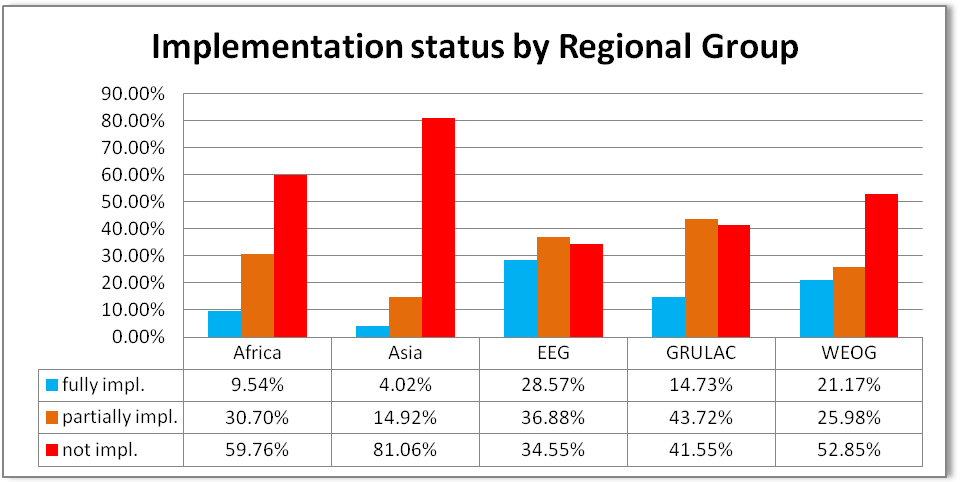 Implementation status by Regional Group
90.00%
80.00%
70.00%
60.00%
50.00%
40.00%
30.00%
20.00%
10.00%
0.00%
Africa Asia EEG GRULAC WEOG
fully impl. 9.54% 4.02% 28.57% 14.73% 21.17%
partially impl. 30.70% 14.92% 36.88% 43.72% 25.98%
not impl. 59.76% 81.06% 34.55% 41.55% 52.85%